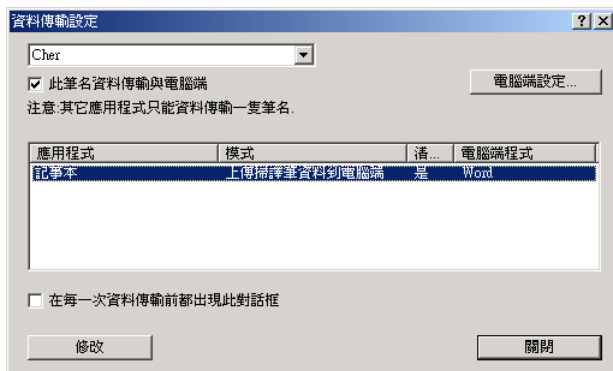 資料傳輸設定
Cher
此筆名資料傳輸與電腦端
電腦端設定...
注意:其它應用程式只能資料傳輸一隻筆名.
應用程式 模式 清... 電腦端程式
記事本 上傳掃譯筆資料到電腦端 是 Word
在每一次資料傳輸前都出現此對話框
修改 關閉